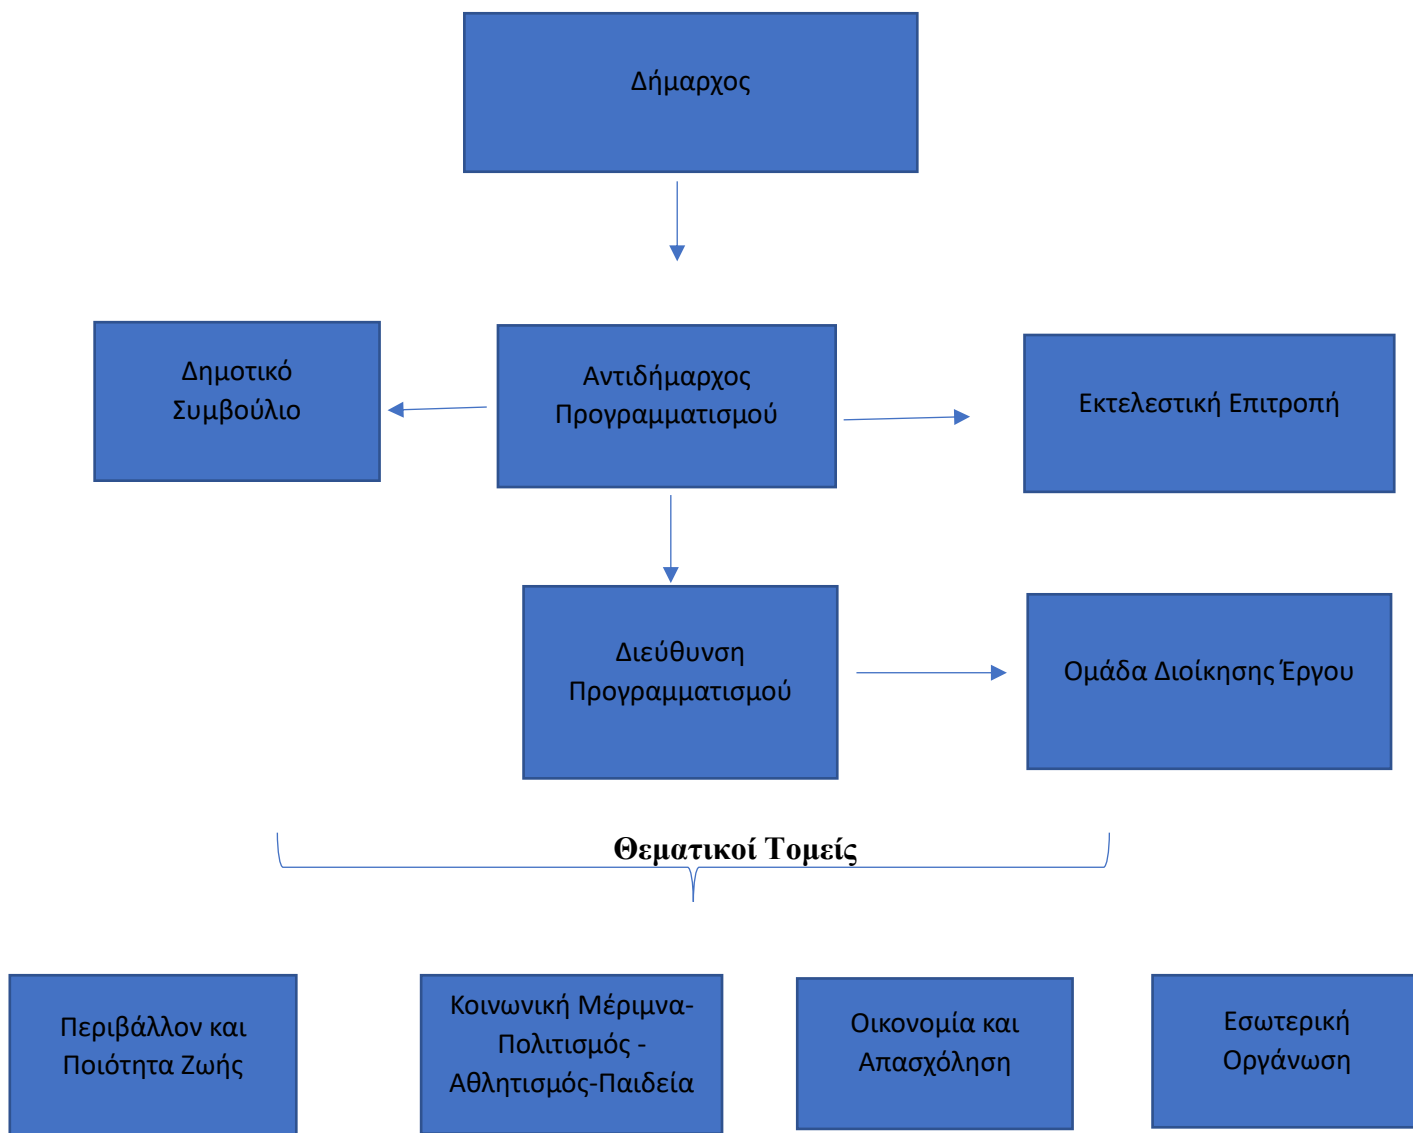 Δήμαρχος
Δημοτικό
Συμβούλιο
Αντιδήμαρχος
Προγραμματισμού
Εκτελεστική Επιτροπή
Διεύθυνση
Προγραμματισμού
Ομάδα Διοίκησης Έργου
Θεματικοί Τομείς
Περιβάλλον και
Ποιότητα Ζωής
Κοινωνική Μέριμνα-
Πολιτισμός -
Αθλητισμός-Παιδεία
Οικονομία και
Απασχόληση
Εσωτερική
Οργάνωση